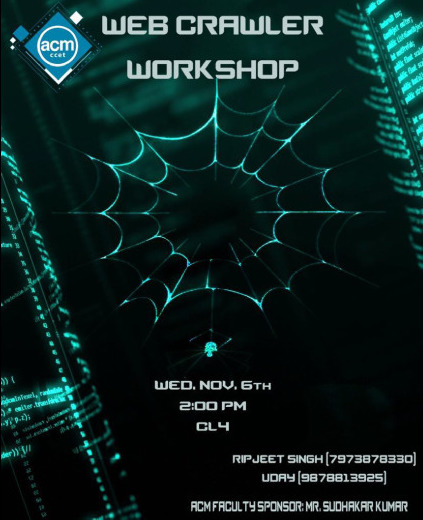 WEB CRAWLER
WORKSHOP
acm
ccet
WED, NOV, 6TH
2:00 PM
CL4
RIPJEET SINGH [7973878330]
UDAY [9878813925]
ACM FACULTY SPONSOR: MR. SUDHAKAR KUMAR